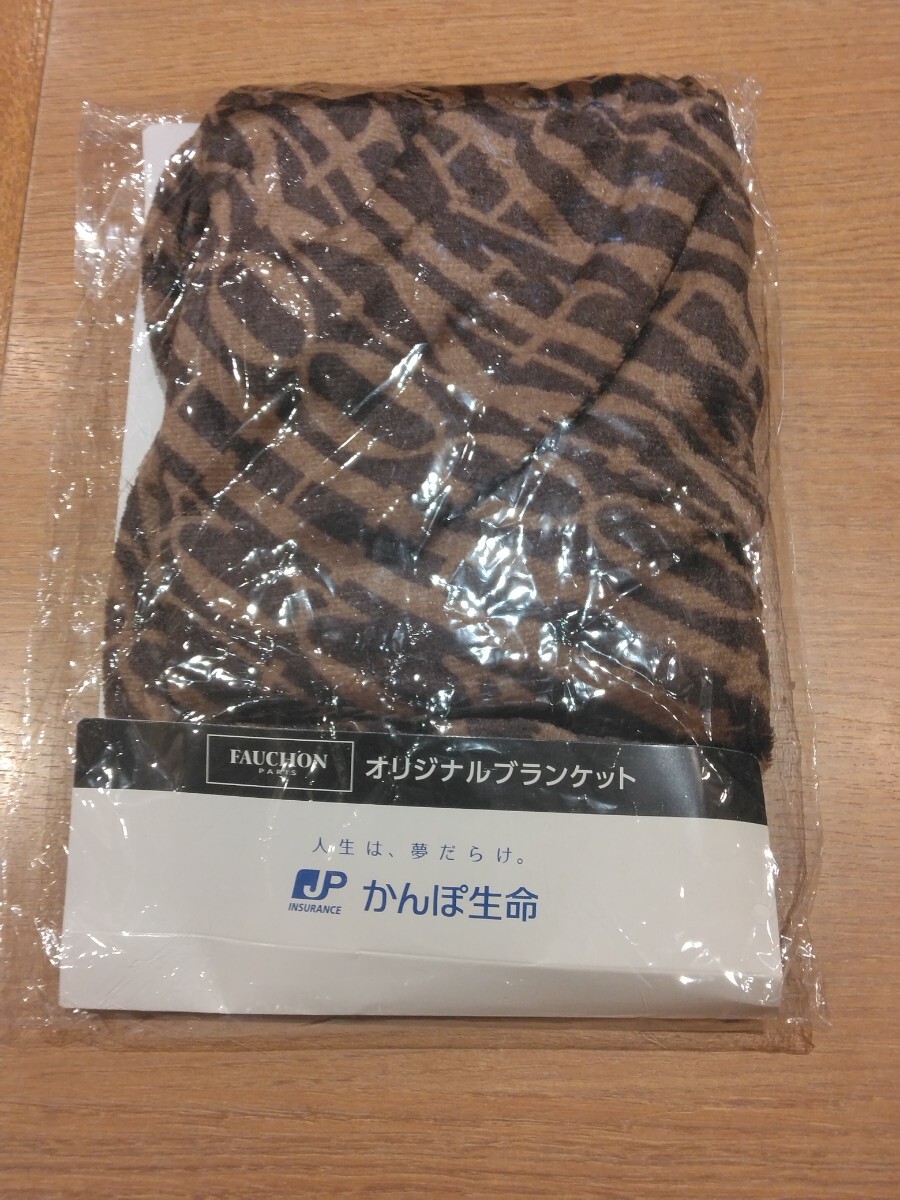 FAUCHON
PARIS
オリジナルブランケット
人生は、夢だらけ。
JP
INSURANCE
かんぽ生命